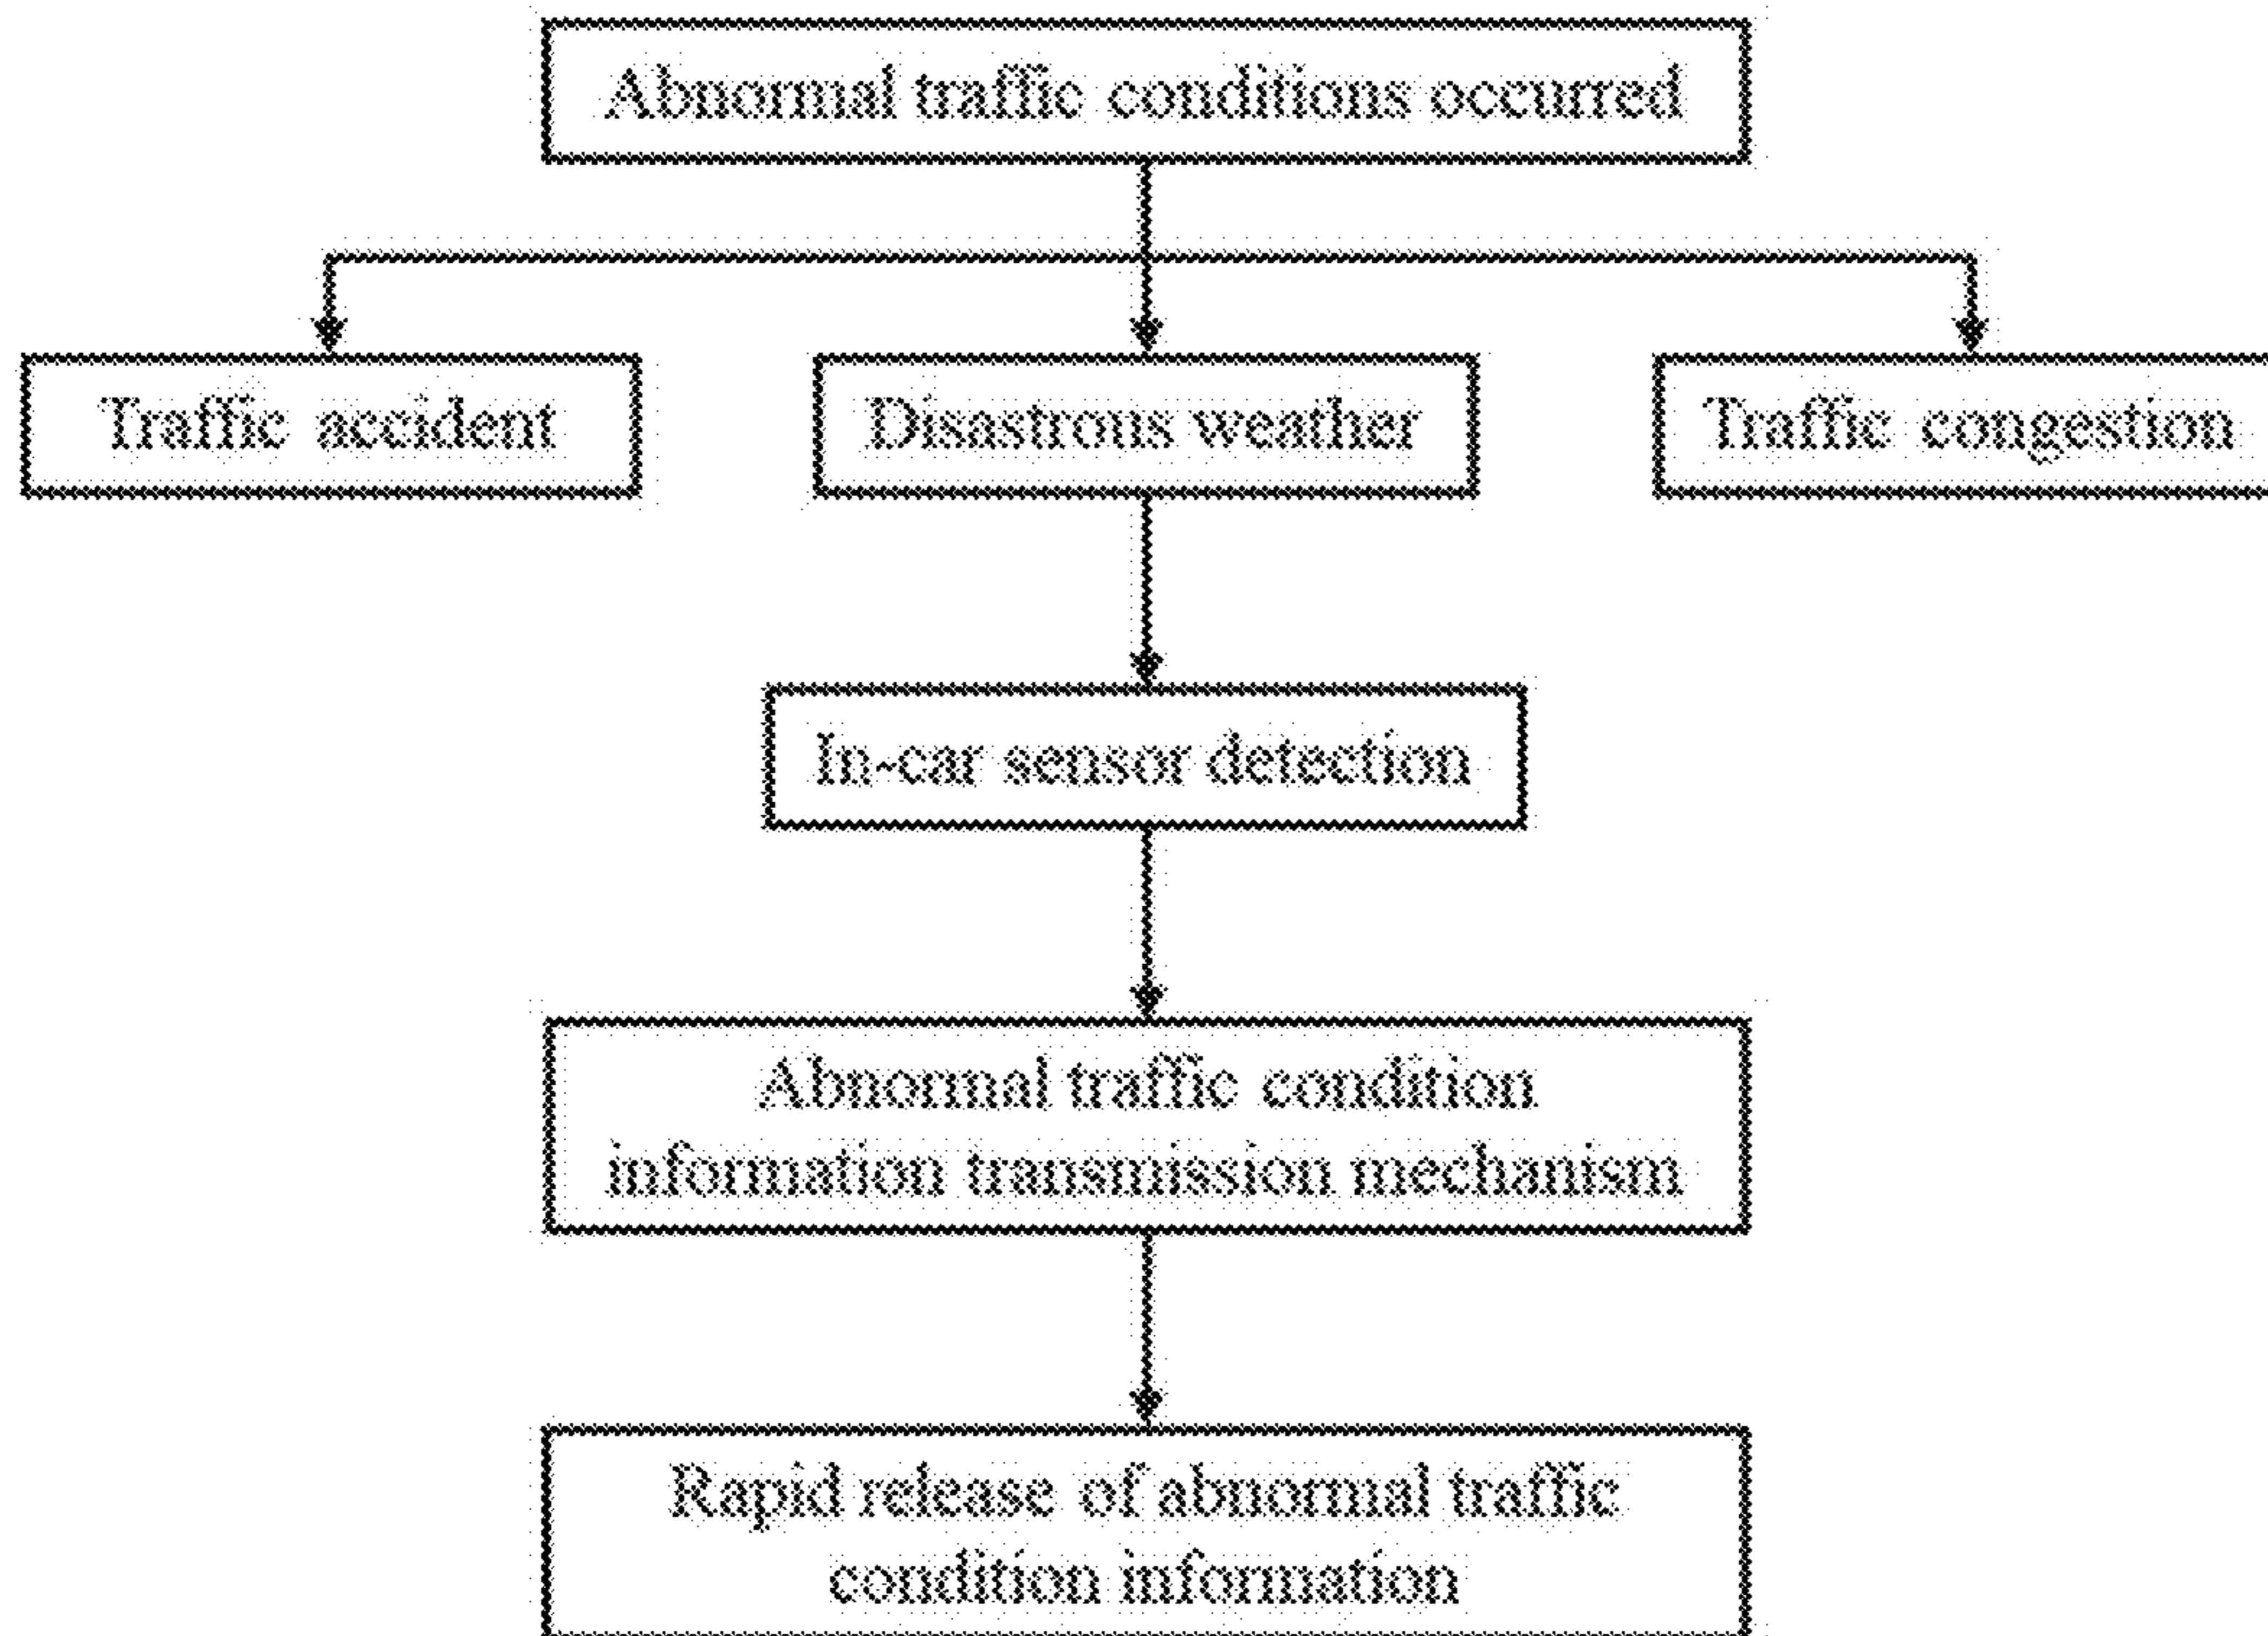 Abnormal traffic conditions occurred
Traffic accident
Disastrous weather
Traffic congestion
In-car sensor detection
Abnormal traffic condition
information transmission mechanism
Rapid release of abnormal traffic
condition information